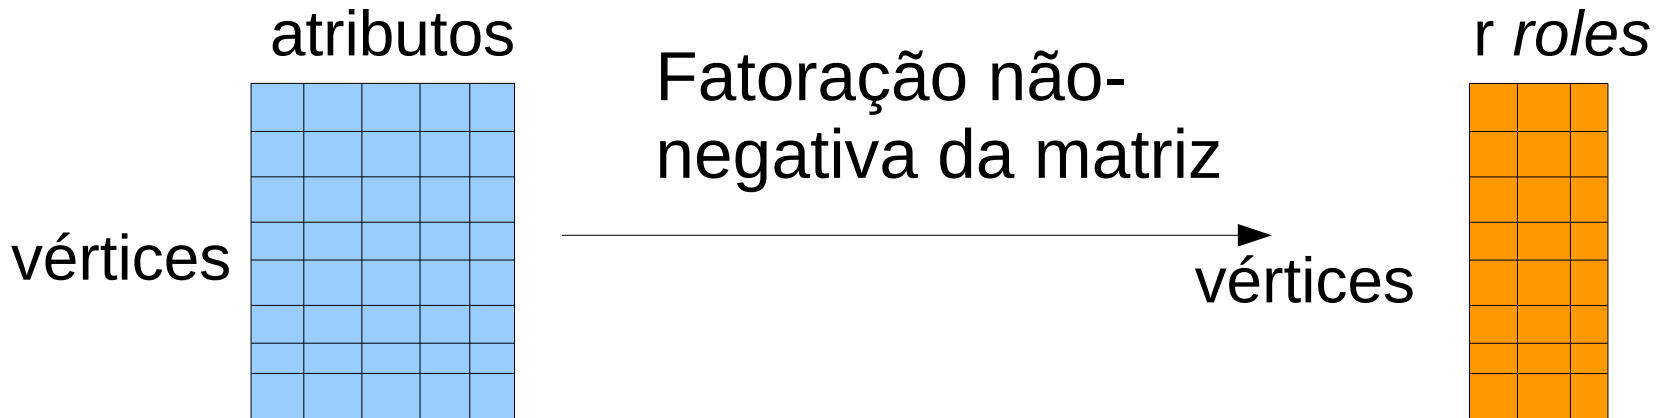 atributos
Fatoração não-
negativa da matriz
r roles
vértices
vértices